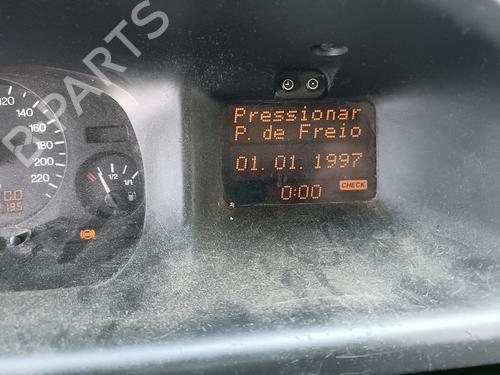 Pressionar
P. de Freio
01. 01. 1997
0:00
CHECK
120
140
160
180
200
220
1/2
1/1
B-PARTS